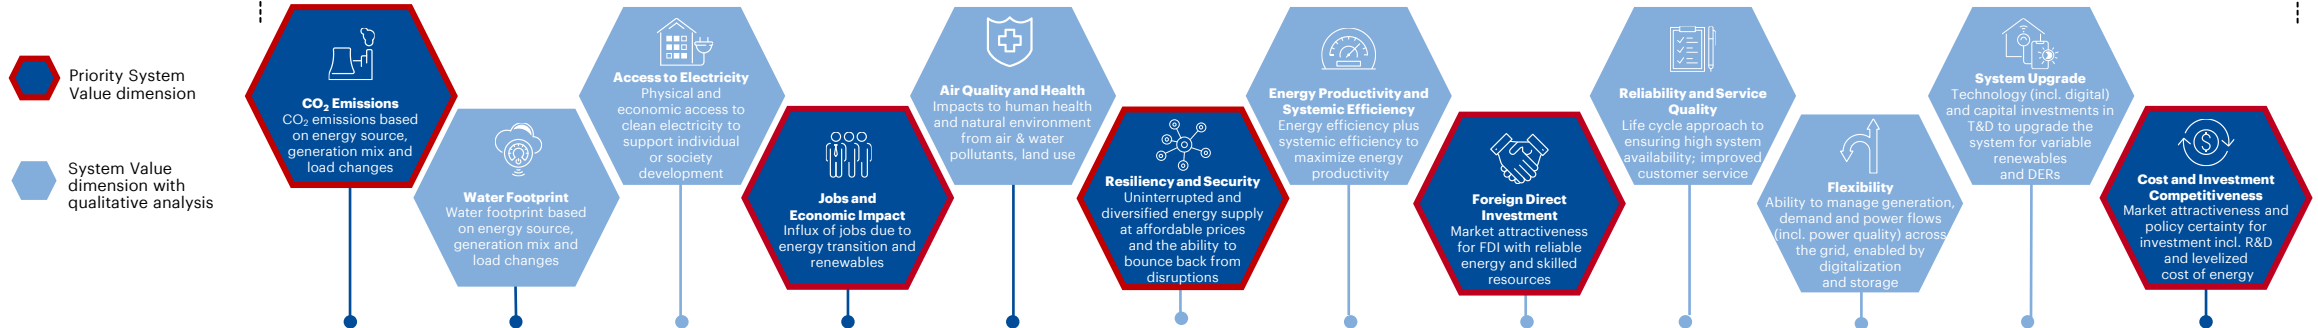 Priority System
Value dimension
System Value
dimension with
qualitative analysis
CO₂ Emissions
CO₂ emissions based
on energy source,
generation mix and
load changes
Water Footprint
Water footprint based
on energy source,
generation mix and
load changes
Access to Electricity
Physical and
economic access to
clean electricity to
support individual
or society
development
Jobs and
Economic Impact
Influx of jobs due to
energy transition and
renewables
Air Quality and Health
Impacts to human health
and natural environment
from air & water
pollutants, land use
Resiliency and Security
Uninterrupted and
diversified energy supply
at affordable prices
and the ability to
bounce back from
disruptions
Energy Productivity and
Systemic Efficiency
Energy efficiency plus
systemic efficiency to
maximize energy
productivity
Foreign Direct
Investment
Market attractiveness
for FDI with reliable
energy and skilled
resources
Reliability and Service
Quality
Life cycle approach to
ensuring high system
availability; improved
customer service
Flexibility
Ability to manage generation,
demand and power flows
(incl. power quality) across
the grid, enabled by
digitalization
and storage
System Upgrade
Technology (incl. digital)
and capital investments in
T&D to upgrade the
system for variable
renewables
and DERs
Cost and Investment
Competitiveness
Market attractiveness and
policy certainty for
investment incl. R&D
and levelized
cost of energy